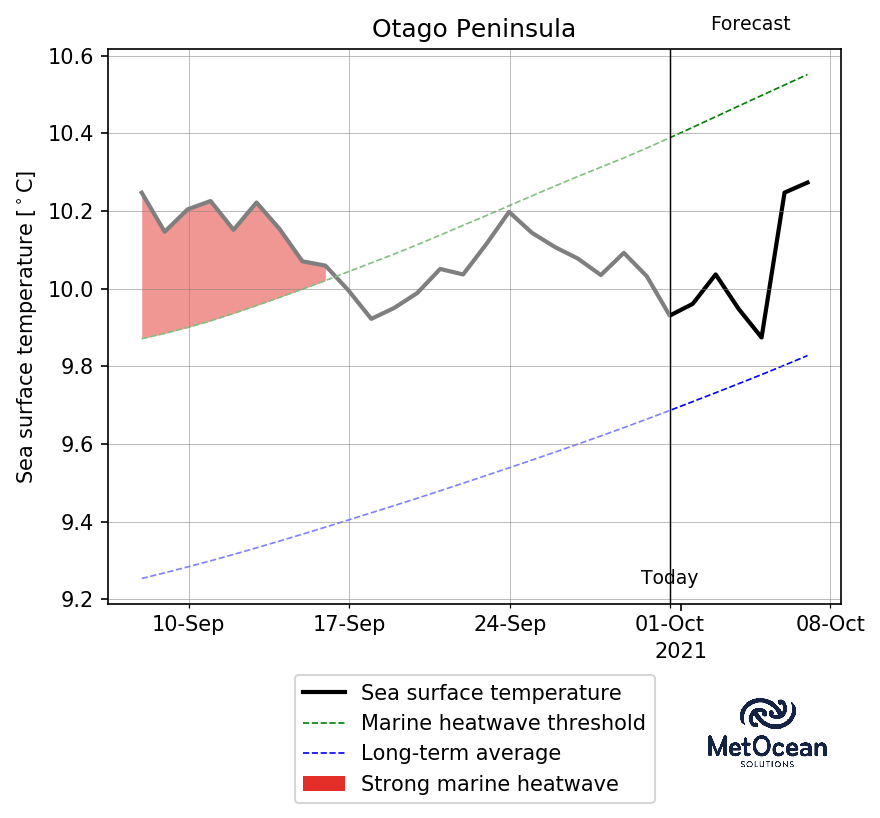 Otago Peninsula
Forecast
Sea surface temperature [°C]
10.6
10.4
10.2
10.0
9.8
9.6
9.4
9.2
Today
10-Sep
17-Sep
24-Sep
01-Oct
08-Oct
2021
Sea surface temperature
Marine heatwave threshold
Long-term average
Strong marine heatwave
MetOcean
SOLUTIONS